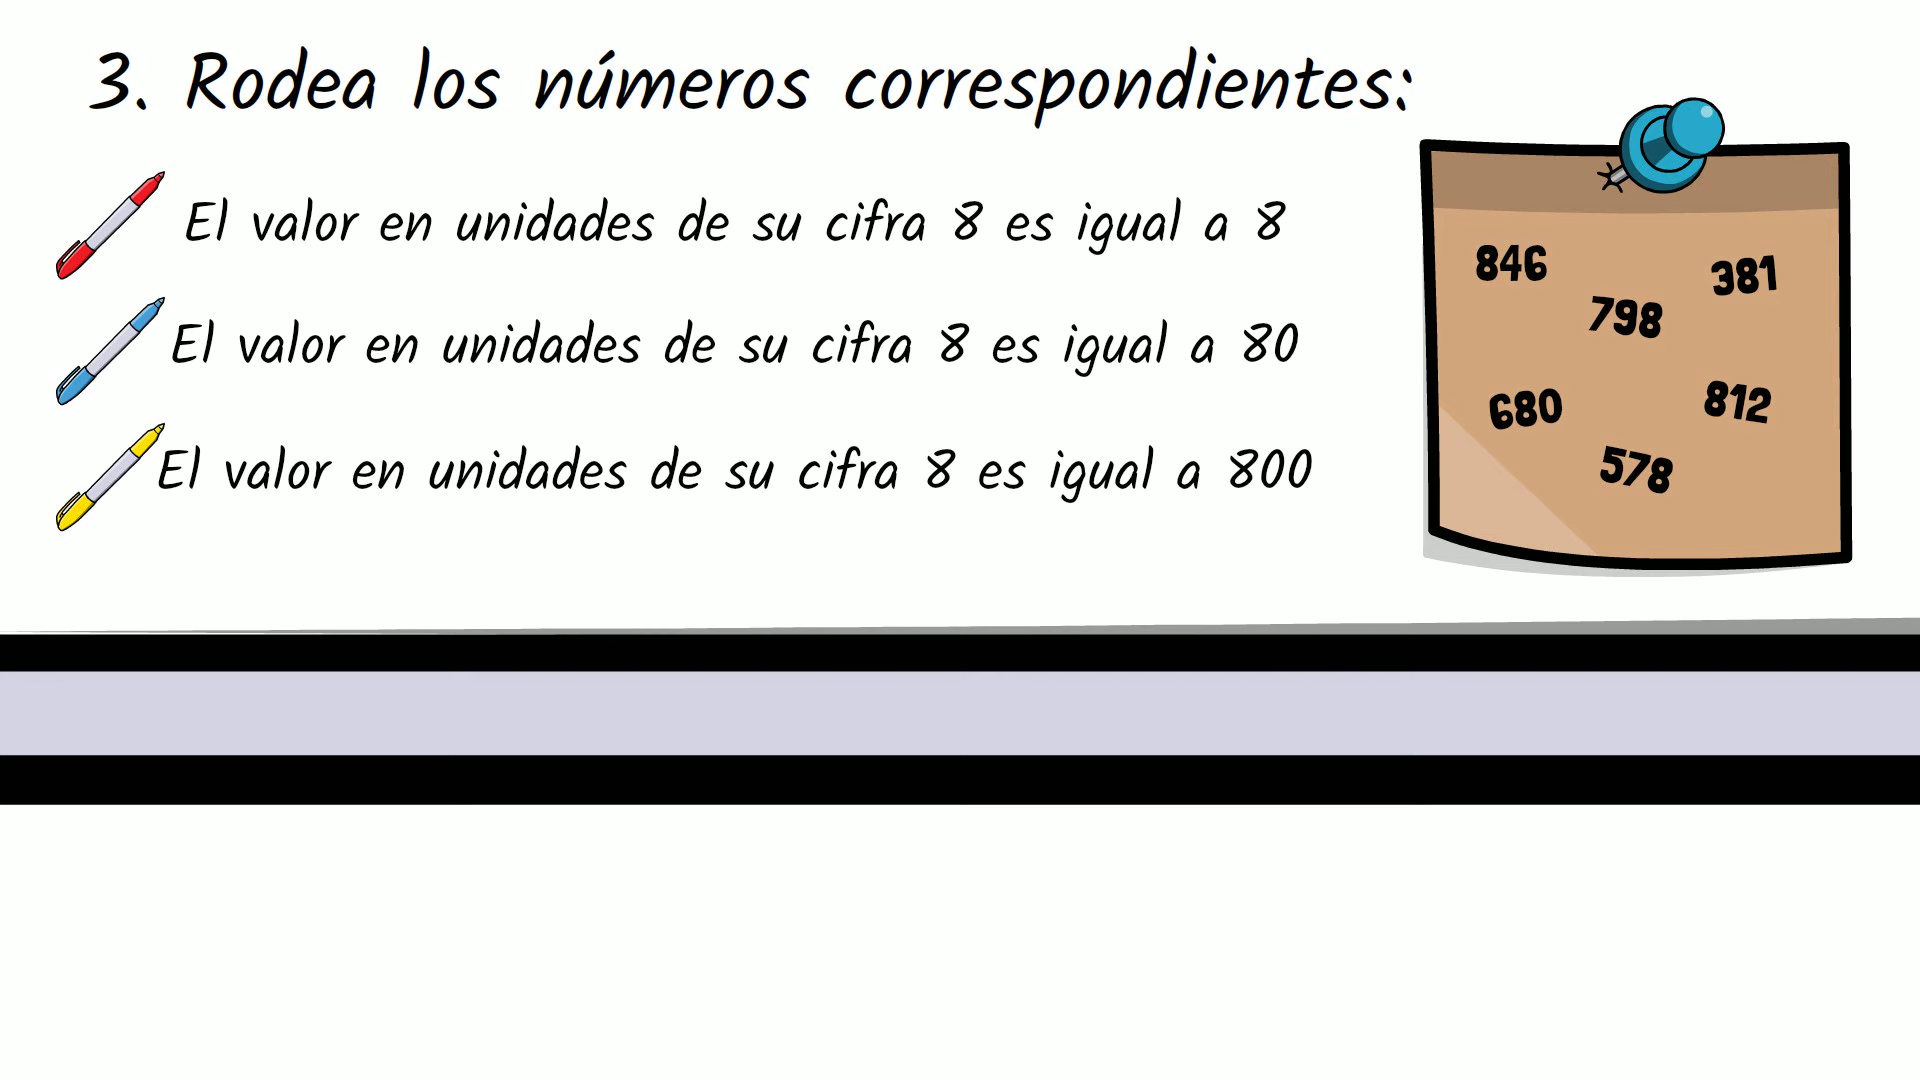 3. Rodea los números correspondientes:
El valor en unidades de su cifra 8 es igual a 8
El valor en unidades de su cifra 8 es igual a 80
El valor en unidades de su cifra 8 es igual a 800
846
381
798
680
812
578